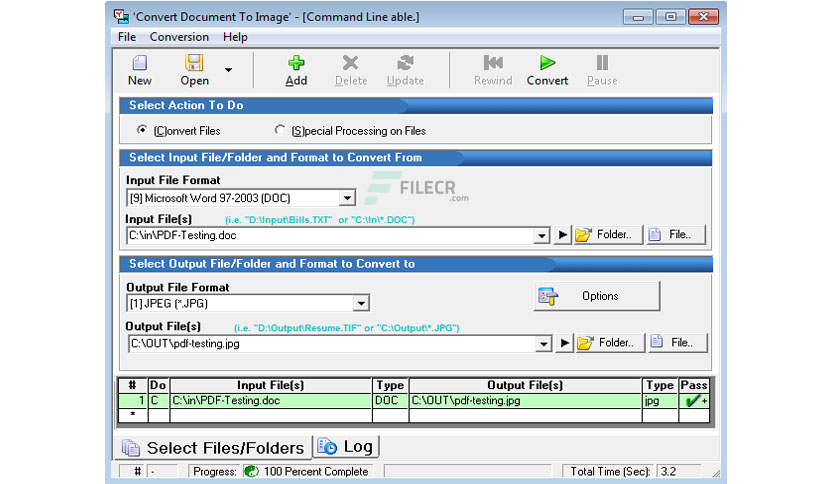 'Convert Document To Image' - [Command Line able.]
File Conversion Help
New Open Add Delete Update Rewind Convert Pause
Select Action To Do
(C)onvert Files (S)pecial Processing on Files
Select Input File/Folder and Format to Convert From
Input File Format
[9] Microsoft Word 97-2003 (DOC)
FILECR
.com
Input File(s) (i.e. "D:\Input\Bills.TXT" or "C:\In\*.DOC")
C:\in\PDF-Testing.doc Folder.. File..
Select Output File/Folder and Format to Convert to
Output File Format
[1] JPEG (*.JPG) Options
Output File(s) (i.e. "D:\Output\Resume.TIF" or "C:\Output\*.JPG")
C:\OUT\pdf-testing.jpg Folder.. File..
# Do Input File(s) Type Output File(s) Type Pass
1 C C:\in\PDF-Testing.doc DOC C:\OUT\pdf-testing.jpg jpg +
*
Select Files/Folders Log
# - Progress: 100 Percent Complete Total Time (Sec): 3.2